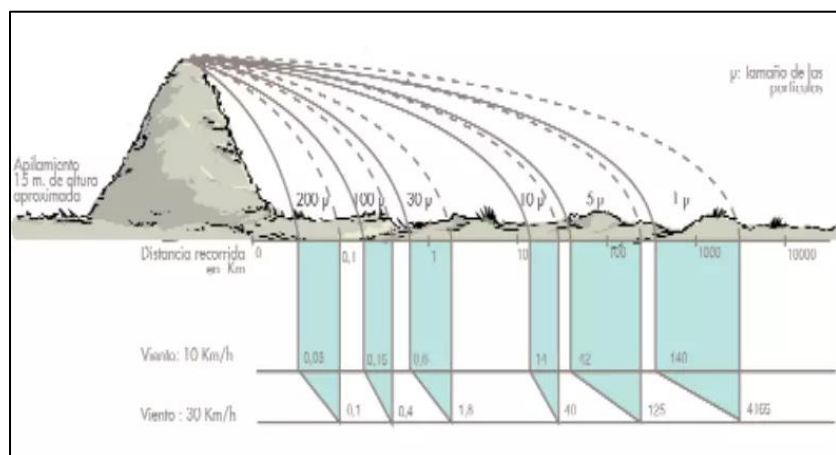 μ: Tamaño de las
partículas
Apilamiento
15 m. de altura
aproximada
200 μ 100 μ 30 μ 10 μ 5 μ 1 μ
Distancia recorrida
en Km
0 0,1 1 10 100 1000 10000
Viento: 10 Km/h 0,03 0,15 0,6 14 42 140
Viento : 30 Km/h 0,1 0,4 1,8 40 125 4165